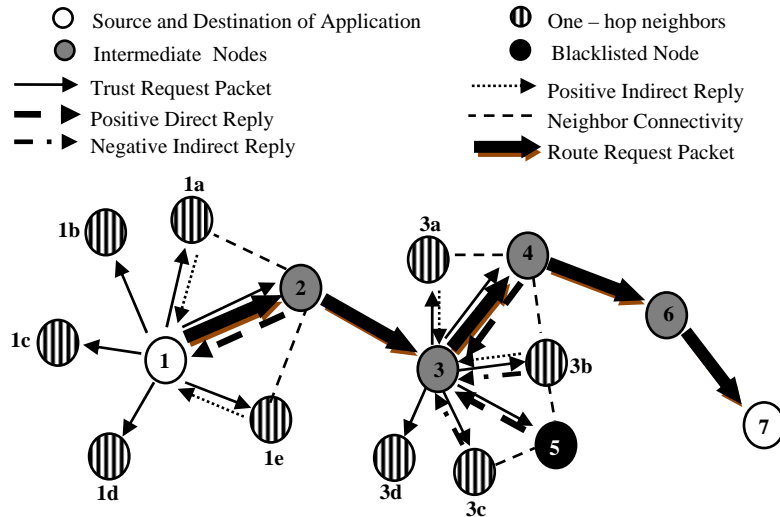 Source and Destination of Application
One – hop neighbors
Intermediate Nodes
Blacklisted Node
Trust Request Packet
Positive Indirect Reply
Positive Direct Reply
Neighbor Connectivity
Negative Indirect Reply
Route Request Packet
1a
1b
3a
4
2
6
1c
1
3
3b
7
1e
5
1d
3d
3c